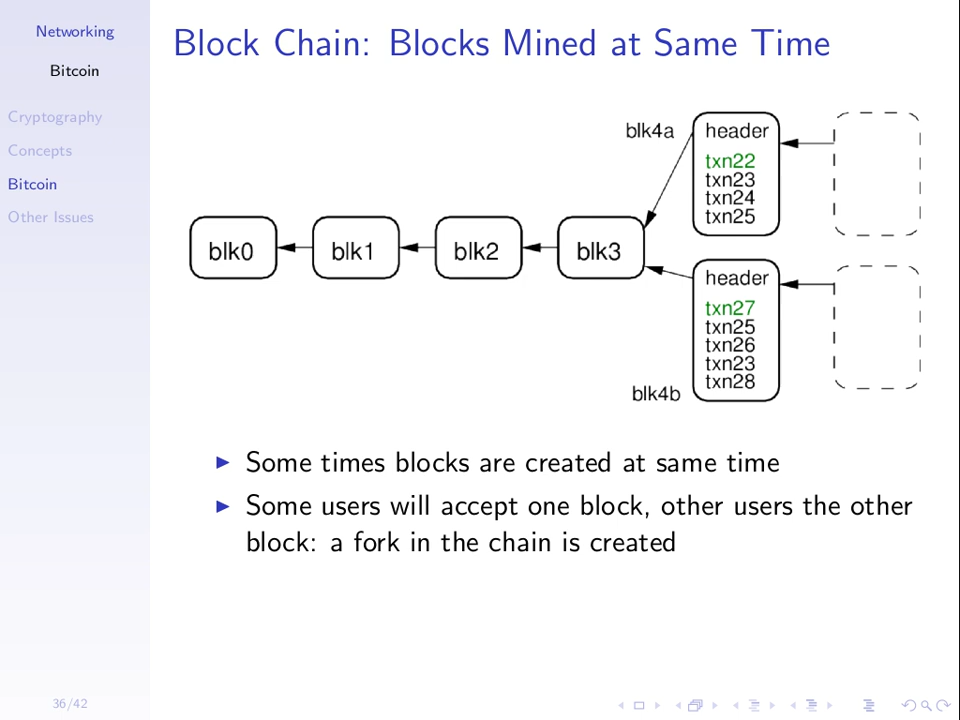 Networking
Bitcoin
Cryptography
Concepts
Bitcoin
Other Issues
Block Chain: Blocks Mined at Same Time
blk0
blk1
blk2
blk3
blk4a
header
txn22
txn23
txn24
txn25
header
txn27
txn25
txn26
txn23
txn28
blk4b
Some times blocks are created at same time
Some users will accept one block, other users the other
block: a fork in the chain is created
36/42